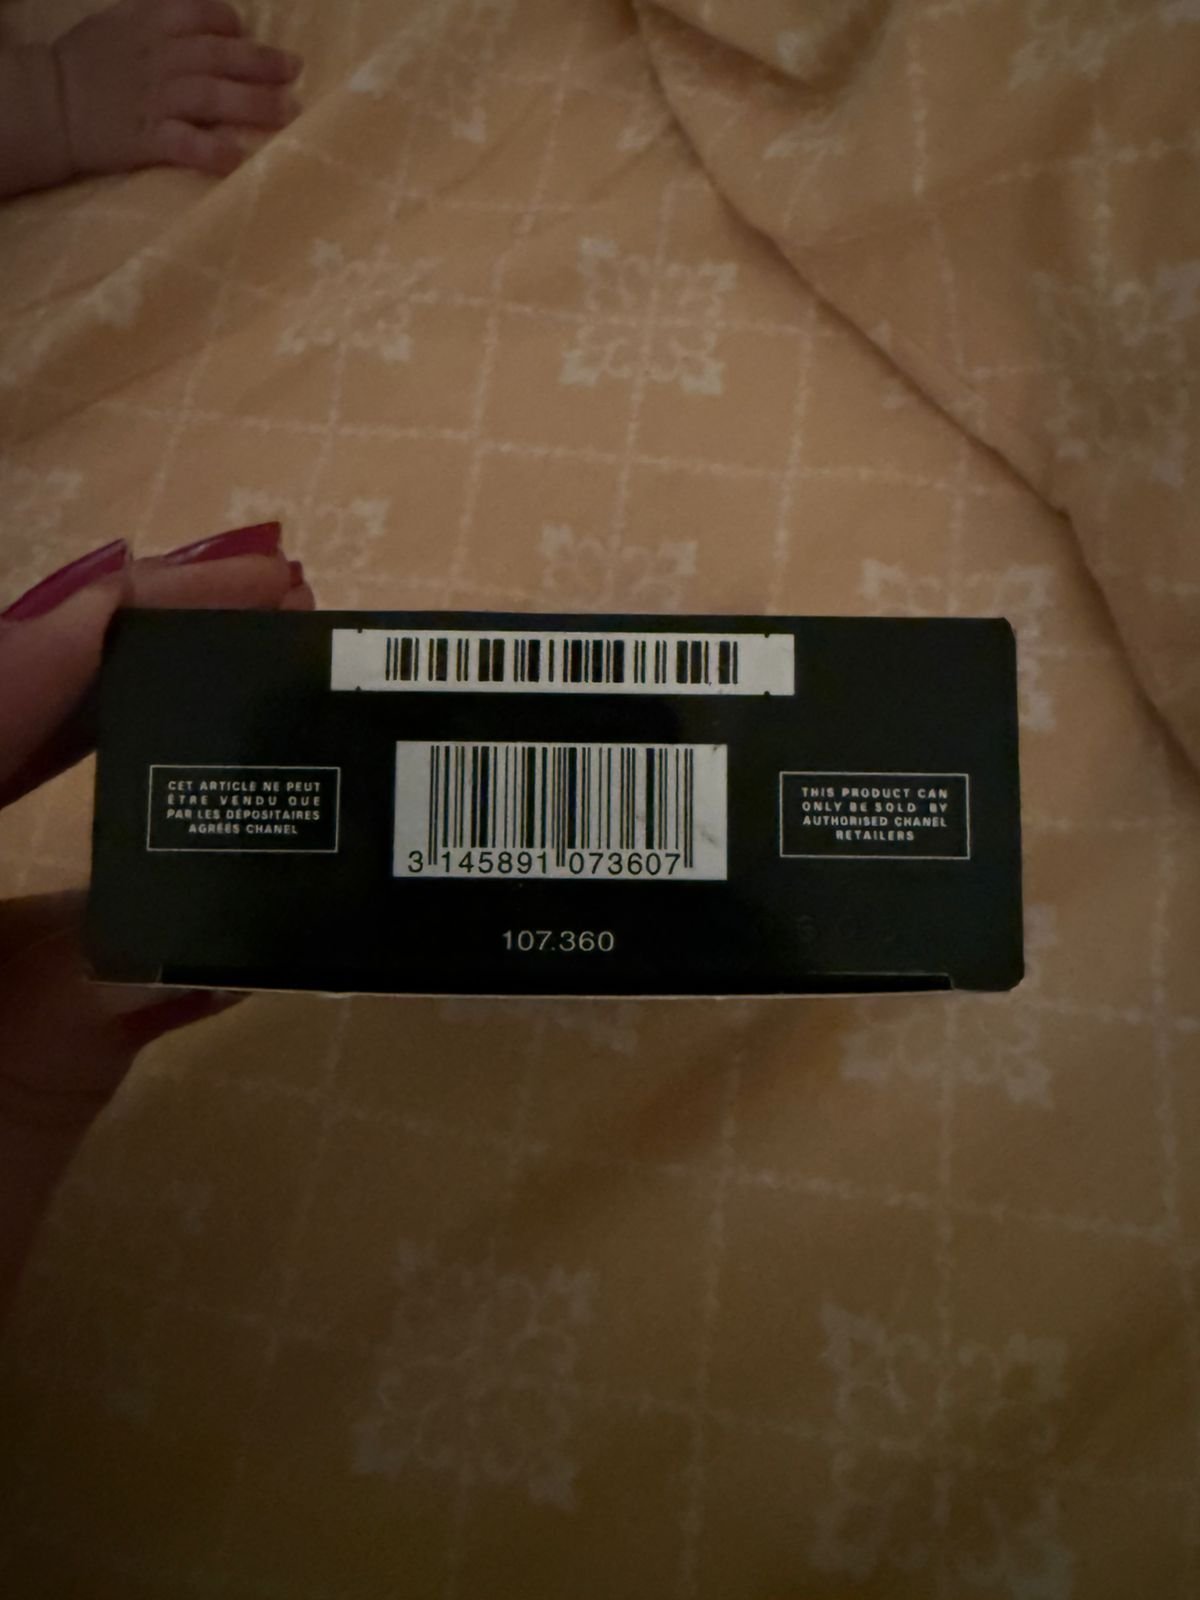 CET ARTICLE NE PEUT
ÊTRE VENDU QUE
PAR LES DÉPOSITAIRES
AGRÉÉS CHANEL
3 145891 073607
THIS PRODUCT CAN
ONLY BE SOLD BY
AUTHORISED CHANEL
RETAILERS
107.360